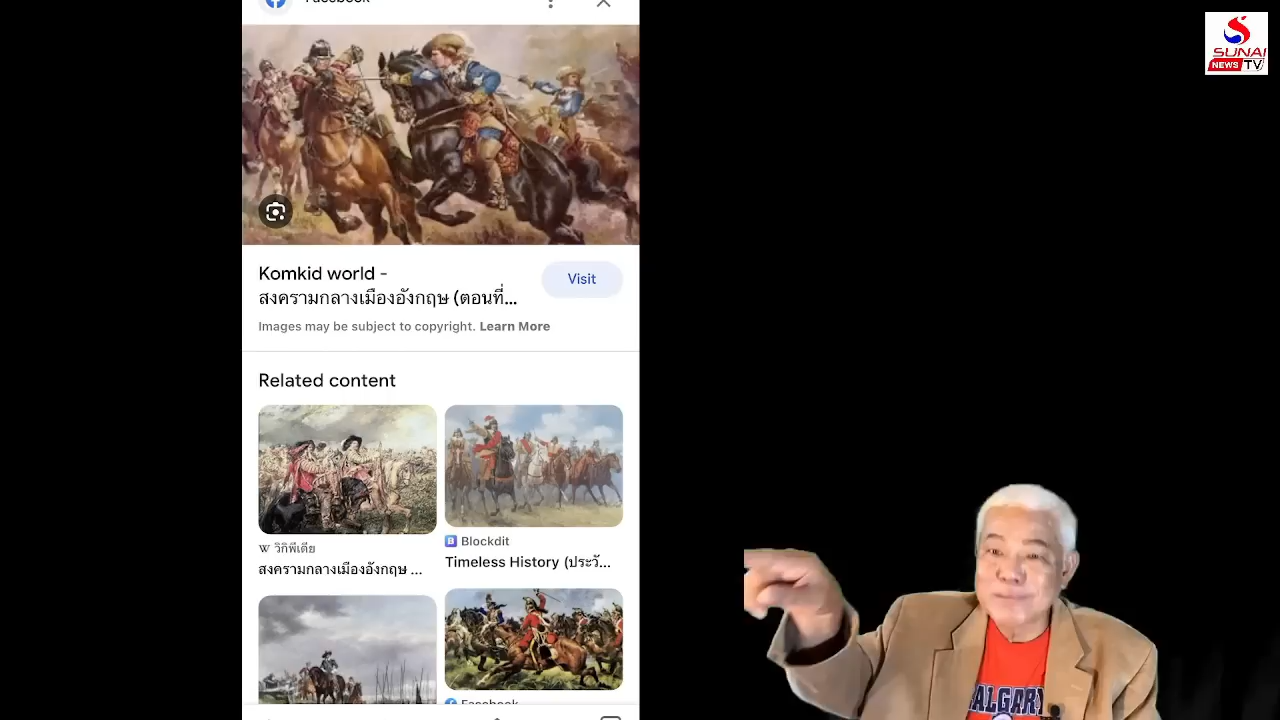 Facebook
SUNAI
NEWS TV
Komkid world -
สงครามกลางเมืองอังกฤษ (ตอนที่...
Visit
Images may be subject to copyright. Learn More
Related content
W วิกิพีเดีย
สงครามกลางเมืองอังกฤษ ...
B Blockdit
Timeless History (ประวั...
Facebook
ALGARY